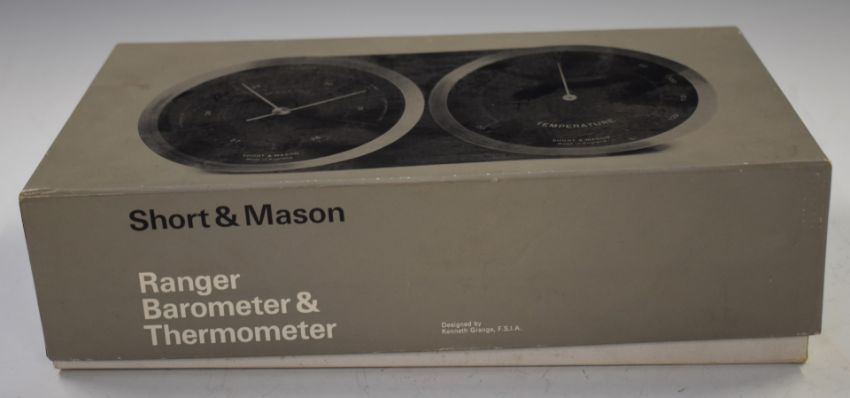 TEMPERATURE
SHORT & MASON
SHORT & MASON
Short & Mason
Ranger
Barometer &
Thermometer
Designed by
Kenneth Grange, F.S.I.A.